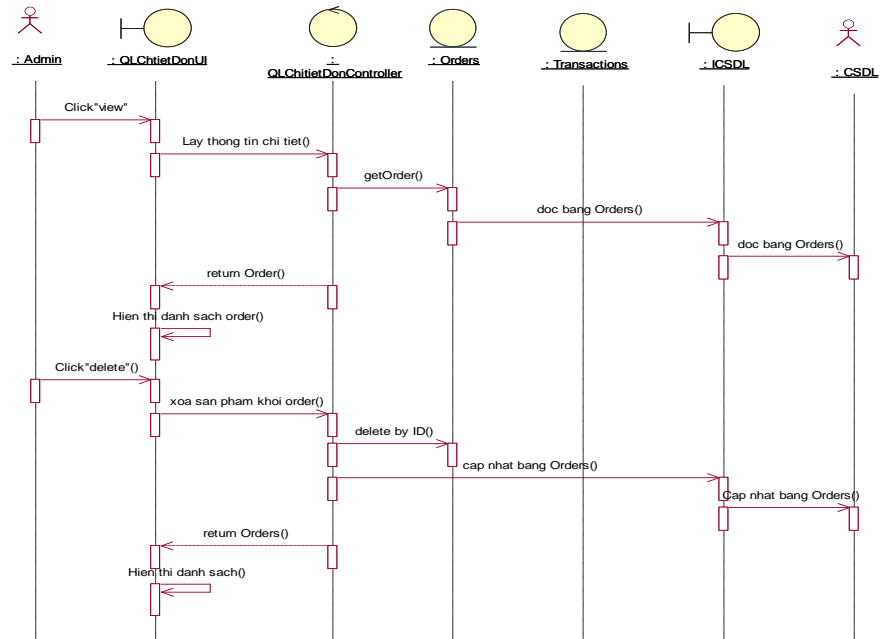 : Admin
: QLChtietDonUI
:
QLChitietDonController
: Orders
: Transactions
: ICSDL
: CSDL
Click"view"
Lay thong tin chi tiet()
getOrder()
doc bang Orders()
doc bang Orders()
return Order()
Hien thi danh sach order()
Click"delete"()
xoa san pham khoi order()
delete by ID()
cap nhat bang Orders()
Cap nhat bang Orders()
return Orders()
Hien thi danh sach()